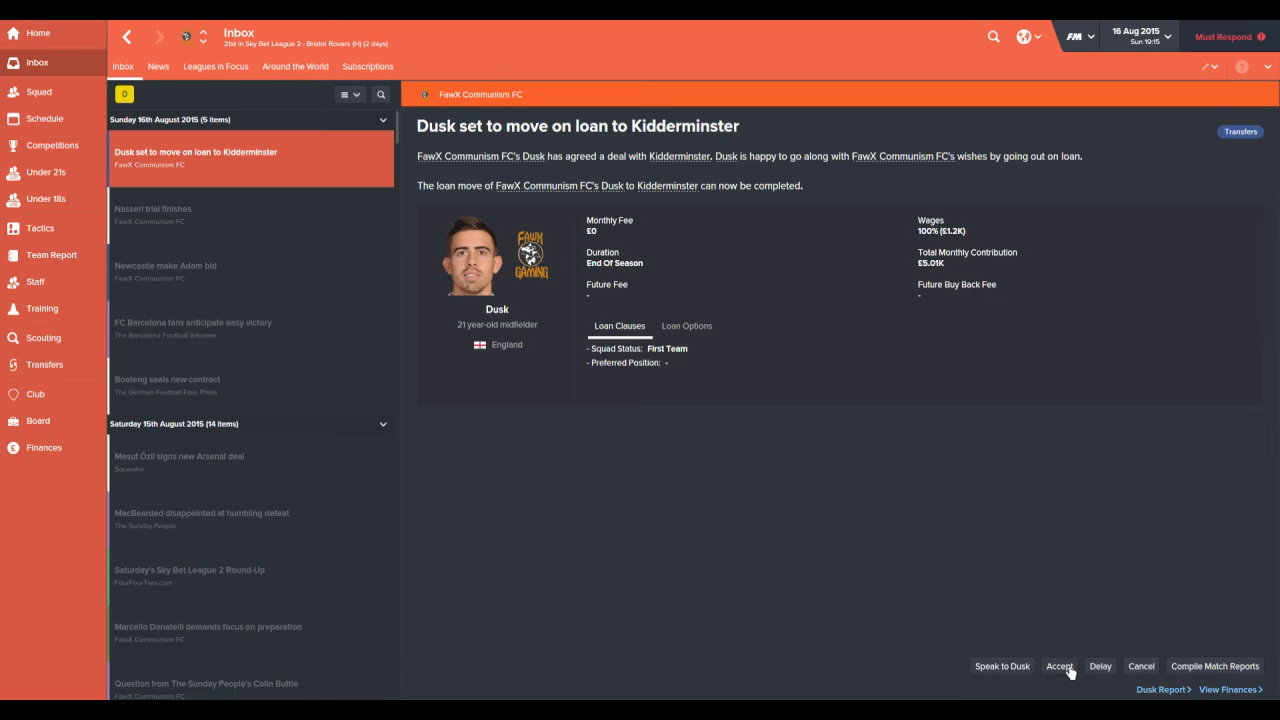 Home
Inbox
Squad
Schedule
Competitions
Under 21s
Under 18s
Tactics
Team Report
Staff
Training
Scouting
Transfers
Club
Board
Finances
Inbox
21st in Sky Bet League 2 - Bristol Rovers (H) (2 days)
FM
16 Aug 2015
Sun 19:15
Must Respond
Inbox
News
Leagues in Focus
Around the World
Subscriptions
?
0
Sunday 16th August 2015 (5 items)
Dusk set to move on loan to Kidderminster
FawX Communism FC
Nasseri trial finishes
FawX Communism FC
Newcastle make Adam bid
FawX Communism FC
FC Barcelona fans anticipate easy victory
The Barcelona Football Informer
Boateng seals new contract
The German Football Free Press
Saturday 15th August 2015 (14 items)
Mesut Özil signs new Arsenal deal
Squawka
MacBearded disappointed at humbling defeat
The Sunday People
Saturday's Sky Bet League 2 Round-Up
FourFourTwo.com
Marcello Donatelli demands focus on preparation
FawX Communism FC
Question from The Sunday People's Colin Buttle
FawX Communism FC
FawX Communism FC
Dusk set to move on loan to Kidderminster
Transfers
FawX Communism FC's Dusk has agreed a deal with Kidderminster. Dusk is happy to go along with FawX Communism FC's wishes by going out on loan.
The loan move of FawX Communism FC's Dusk to Kidderminster can now be completed.
FAWX
GAMING
Dusk
21 year-old midfielder
England
Monthly Fee
£0
Duration
End Of Season
Future Fee
-
Wages
100% (£1.2K)
Total Monthly Contribution
£5.01K
Future Buy Back Fee
-
Loan Clauses
Loan Options
- Squad Status: First Team
- Preferred Position: -
Speak to Dusk
Accept
Delay
Cancel
Compile Match Reports
Dusk Report>
View Finances>